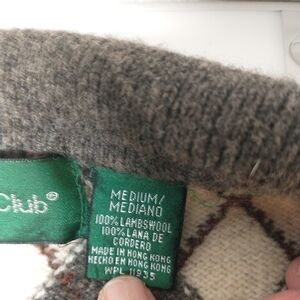 Club®
MEDIUM/
MEDIANO
100% LAMBSWOOL
100% LANA DE
CORDERO
MADE IN HONG KONG
HECHO EN HONG KONG
WPL 11935